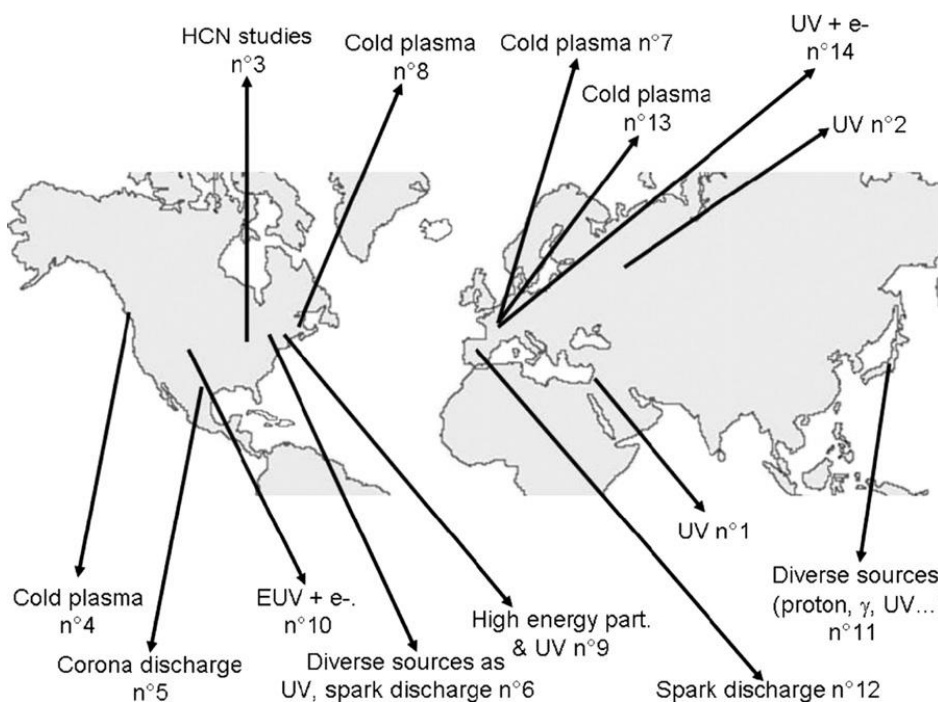 HCN studies
n°3
Cold plasma
n°8
Cold plasma n°7
Cold plasma
n°13
UV + e-
n°14
UV n°2
UV n°1
Cold plasma
n°4
Corona discharge
n°5
EUV + e-.
n°10
Diverse sources as
UV, spark discharge n°6
High energy part.
& UV n°9
Spark discharge n°12
Diverse sources
(proton, γ, UV...
n°11